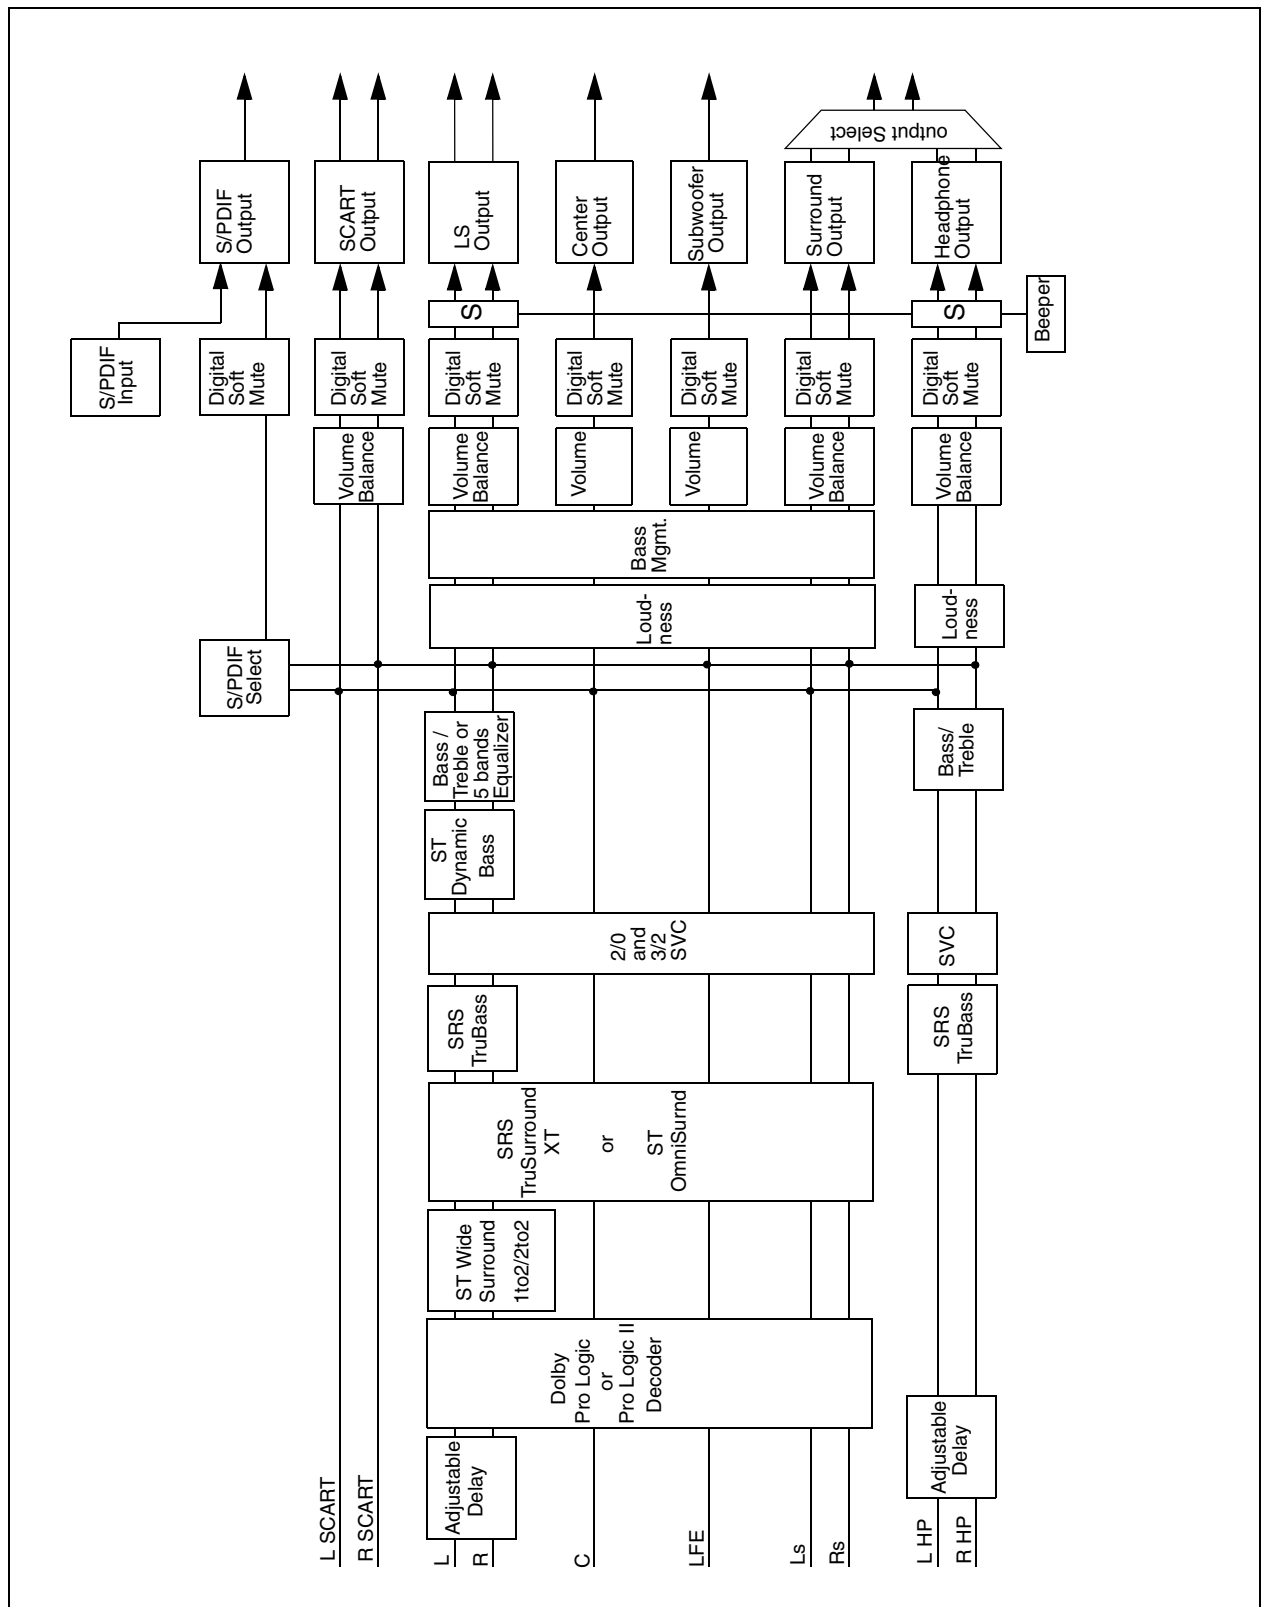 output Select
S/PDIF
Output
SCART
Output
LS
Output
Center
Output
Subwoofer
Output
Surround
Output
Headphone
Output
S
S
Beeper
S/PDIF
Input
Digital
Soft
Mute
Digital
Soft
Mute
Digital
Soft
Mute
Digital
Soft
Mute
Digital
Soft
Mute
Digital
Soft
Mute
Digital
Soft
Mute
Volume
Balance
Volume
Balance
Volume
Volume
Volume
Balance
Volume
Balance
Bass
Mgmt.
Loud-
ness
Loud-
ness
S/PDIF
Select
Bass /
Treble or
5 bands
Equalizer
Bass/
Treble
ST
Dynamic
Bass
2/0
and
3/2
SVC
SVC
SRS
TruBass
SRS
TruBass
SRS
TruSurround
XT
or
ST
OmniSurnd
ST Wide
Surround
1to2/2to2
Dolby
Pro Logic
or
Pro Logic II
Decoder
Adjustable
Delay
Adjustable
Delay
L SCART
R SCART
L
R
C
LFE
Ls
Rs
L HP
R HP